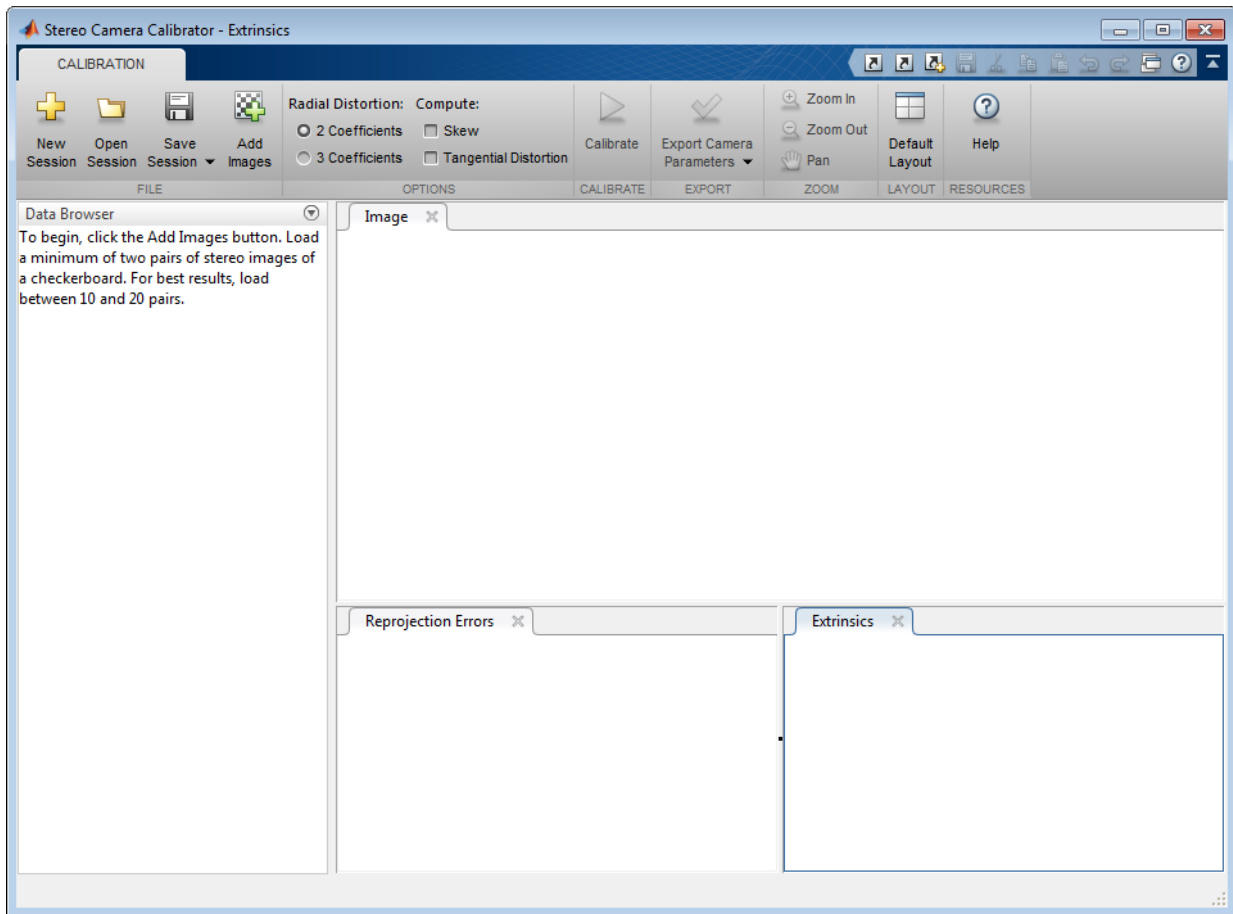 Stereo Camera Calibrator - Extrinsics
CALIBRATION
New Session
Open Session
Save Session
Add Images
FILE
Radial Distortion:
2 Coefficients
3 Coefficients
Compute:
Skew
Tangential Distortion
OPTIONS
Calibrate
CALIBRATE
Export Camera
Parameters
EXPORT
Zoom In
Zoom Out
Pan
ZOOM
Default
Layout
LAYOUT
Help
RESOURCES
Data Browser
To begin, click the Add Images button. Load
a minimum of two pairs of stereo images of
a checkerboard. For best results, load
between 10 and 20 pairs.
Image
Reprojection Errors
Extrinsics